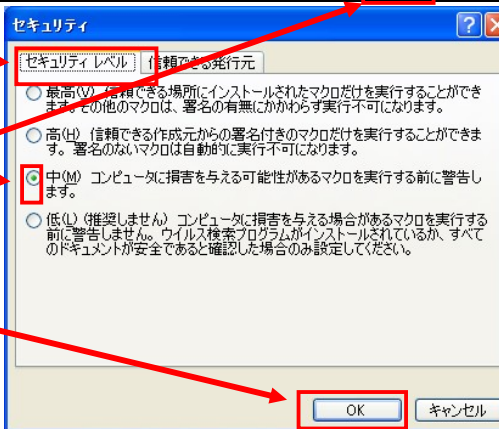 セキュリティ
セキュリティ レベル 信頼できる発行元
最高(V) 信頼できる場所にインストールされたマクロだけを実行することができ
ます。その他のマクロは、署名の有無にかかわらず実行不可になります。
高(H) 信頼できる作成元からの署名付きのマクロだけを実行することができま
す。署名のないマクロは自動的に実行不可になります。
中(M) コンピュータに損害を与える可能性があるマクロを実行する前に警告し
ます。
低(L) (推奨しません) コンピュータに損害を与える場合があるマクロを実行する
前に警告しません。ウイルス検索プログラムがインストールされているか、すべて
のドキュメントが安全であると確認した場合のみ設定してください。
OK キャンセル